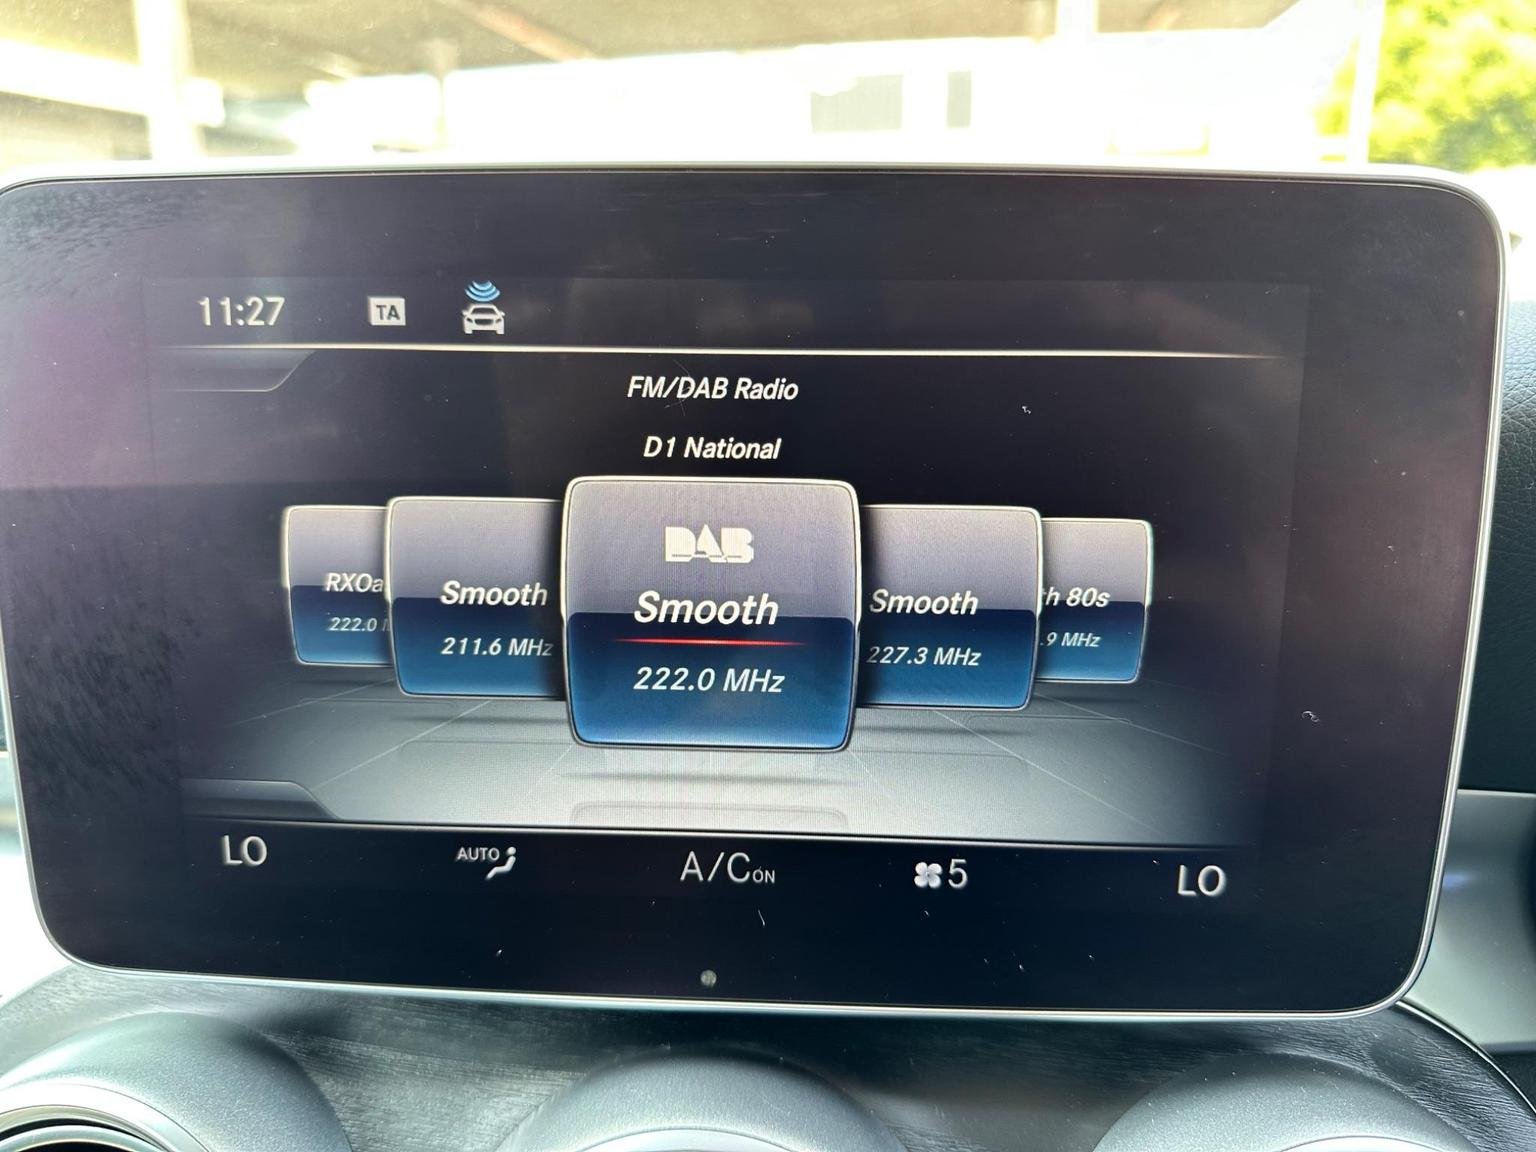 11:27 TA
FM/DAB Radio
D1 National
DAB
RXOa Smooth Smooth Smooth h 80s
222.0 211.6 MHz 222.0 MHz 227.3 MHz .9 MHz
LO AUTO A/C ON 5 LO